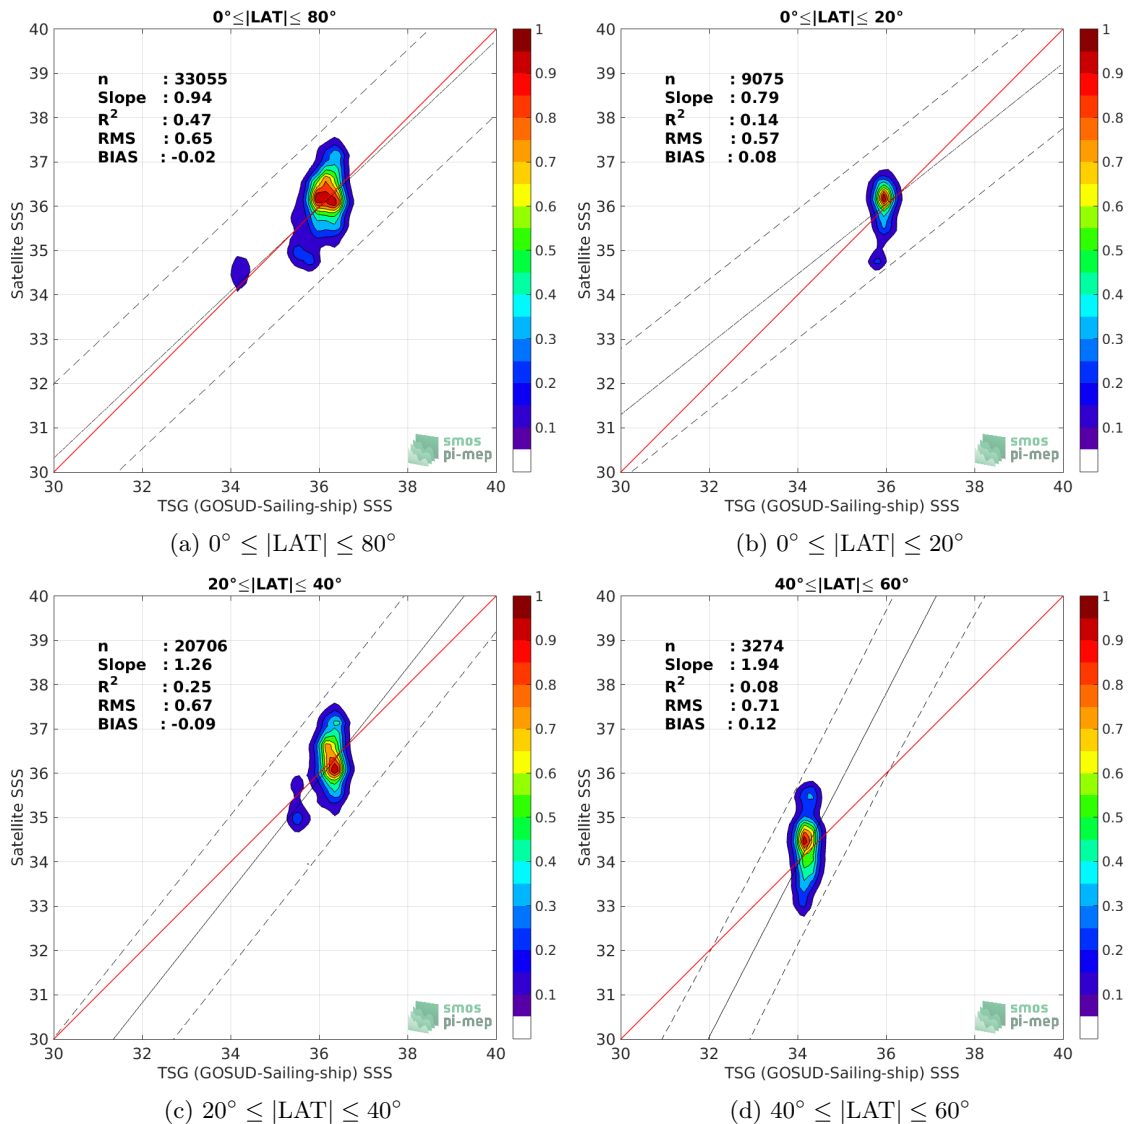 0°≤|LAT|≤ 80°
n : 33055
Slope : 0.94
R² : 0.47
RMS : 0.65
BIAS : -0.02
Satellite SSS
40
39
38
37
36
35
34
33
32
31
30
30 32 34 36 38 40
TSG (GOSUD-Sailing-ship) SSS
smos
pi-mep
1
0.9
0.8
0.7
0.6
0.5
0.4
0.3
0.2
0.1
(a) 0° ≤ |LAT| ≤ 80°
0°≤|LAT|≤ 20°
n : 9075
Slope : 0.79
R² : 0.14
RMS : 0.57
BIAS : 0.08
Satellite SSS
40
39
38
37
36
35
34
33
32
31
30
30 32 34 36 38 40
TSG (GOSUD-Sailing-ship) SSS
smos
pi-mep
1
0.9
0.8
0.7
0.6
0.5
0.4
0.3
0.2
0.1
(b) 0° ≤ |LAT| ≤ 20°
20°≤|LAT|≤ 40°
n : 20706
Slope : 1.26
R² : 0.25
RMS : 0.67
BIAS : -0.09
Satellite SSS
40
39
38
37
36
35
34
33
32
31
30
30 32 34 36 38 40
TSG (GOSUD-Sailing-ship) SSS
smos
pi-mep
1
0.9
0.8
0.7
0.6
0.5
0.4
0.3
0.2
0.1
(c) 20° ≤ |LAT| ≤ 40°
40°≤|LAT|≤ 60°
n : 3274
Slope : 1.94
R² : 0.08
RMS : 0.71
BIAS : 0.12
Satellite SSS
40
39
38
37
36
35
34
33
32
31
30
30 32 34 36 38 40
TSG (GOSUD-Sailing-ship) SSS
smos
pi-mep
1
0.9
0.8
0.7
0.6
0.5
0.4
0.3
0.2
0.1
(d) 40° ≤ |LAT| ≤ 60°